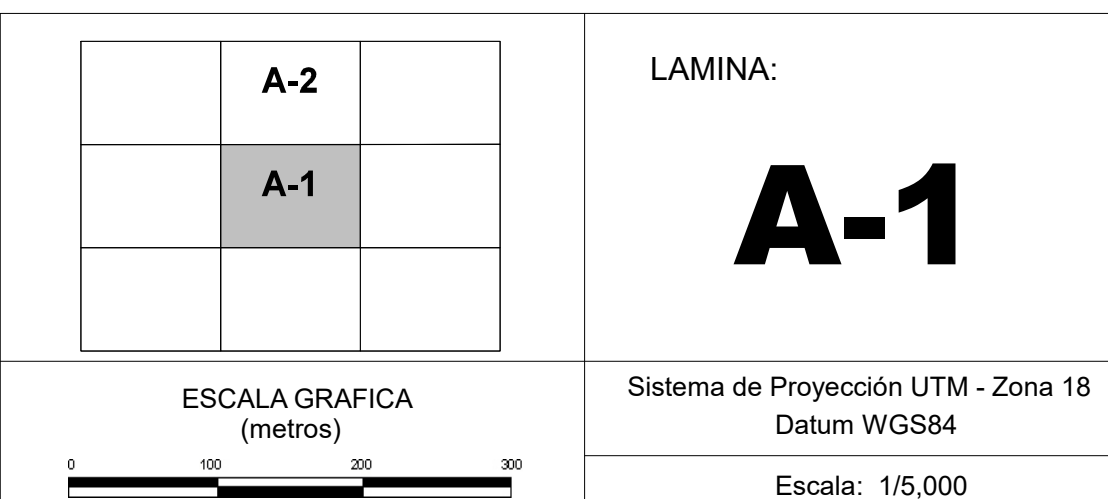 A-2
A-1
LAMINA:
A-1
ESCALA GRAFICA
(metros)
0 100 200 300
Sistema de Proyección UTM - Zona 18
Datum WGS84
Escala: 1/5,000